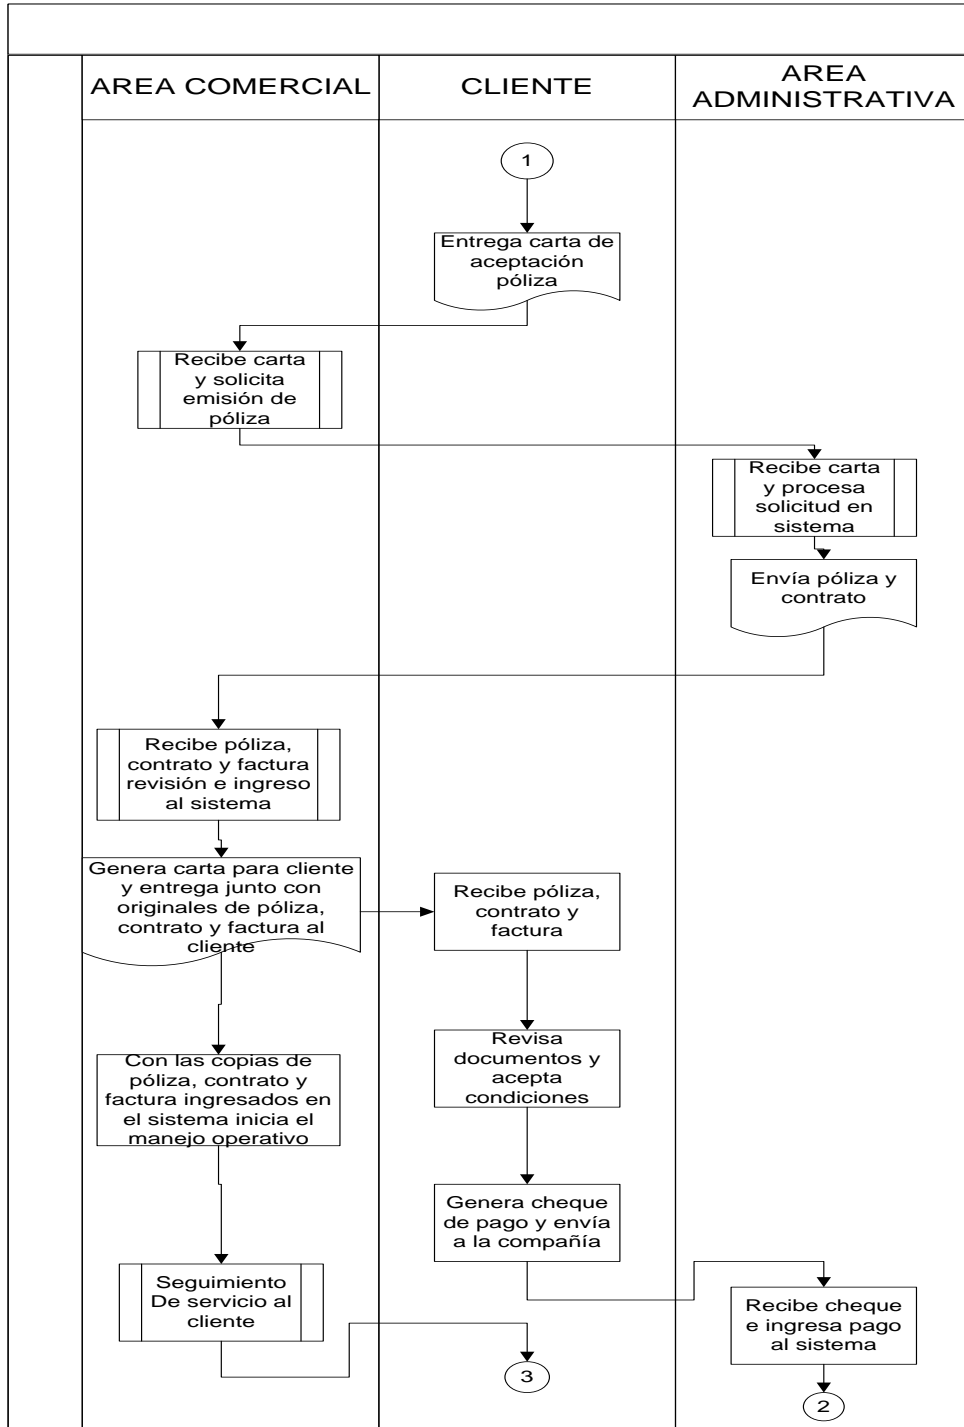 AREA COMERCIAL
CLIENTE
AREA
ADMINISTRATIVA
1
Entrega carta de
aceptación
póliza
Recibe carta
y solicita
emisión de
póliza
Recibe carta
y procesa
solicitud en
sistema
Envía póliza y
contrato
Recibe póliza,
contrato y factura
revisión e ingreso
al sistema
Genera carta para cliente
y entrega junto con
originales de póliza,
contrato y factura al
cliente
Recibe póliza,
contrato y
factura
Revisa
documentos y
acepta
condiciones
Con las copias de
póliza, contrato y
factura ingresados en
el sistema inicia el
manejo operativo
Genera cheque
de pago y envía
a la compañía
Seguimiento
De servicio al
cliente
Recibe cheque
e ingresa pago
al sistema
3
2